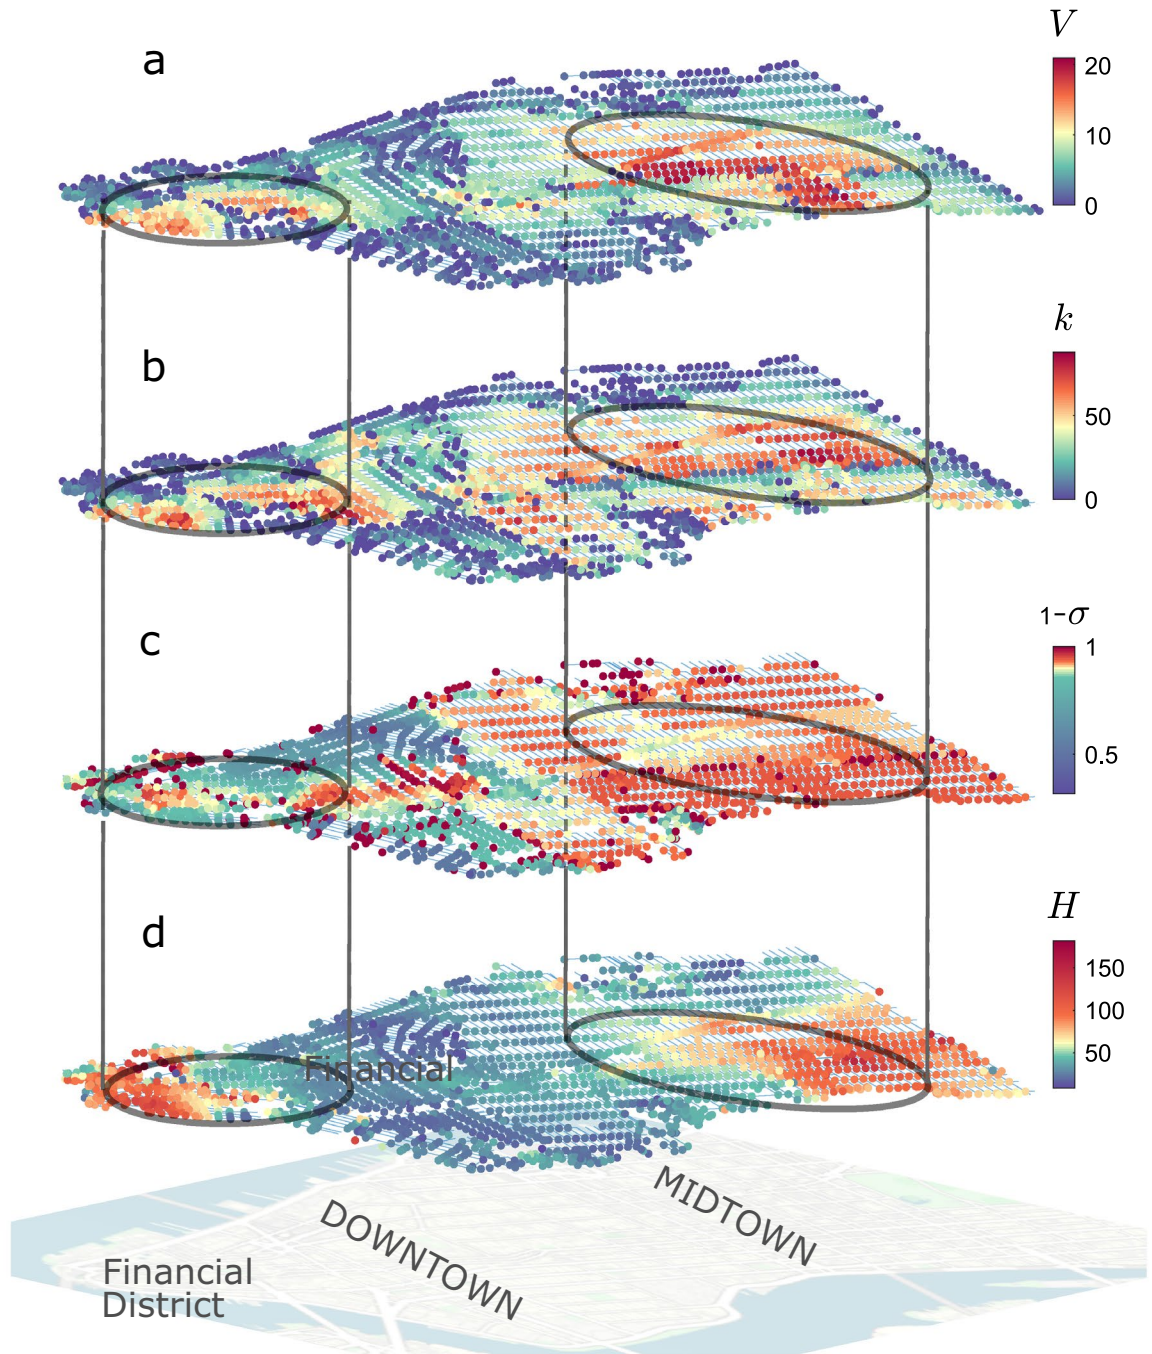 a
V
20
10
0
b
k
50
0
c
1-σ
1
0.5
d
H
150
100
50
Financial
MIDTOWN
DOWNTOWN
Financial
District